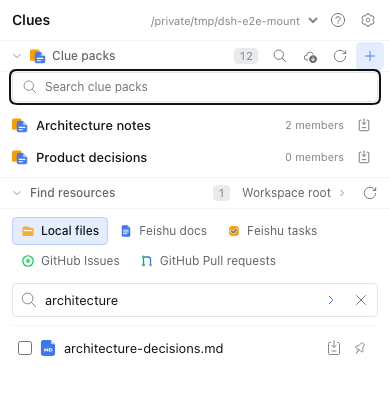 Clues /private/tmp/dsh-e2e-mount
Clue packs 12
Search clue packs
Architecture notes 2 members
Product decisions 0 members
Find resources 1 Workspace root
Local files Feishu docs Feishu tasks
GitHub Issues GitHub Pull requests
architecture
MD architecture-decisions.md